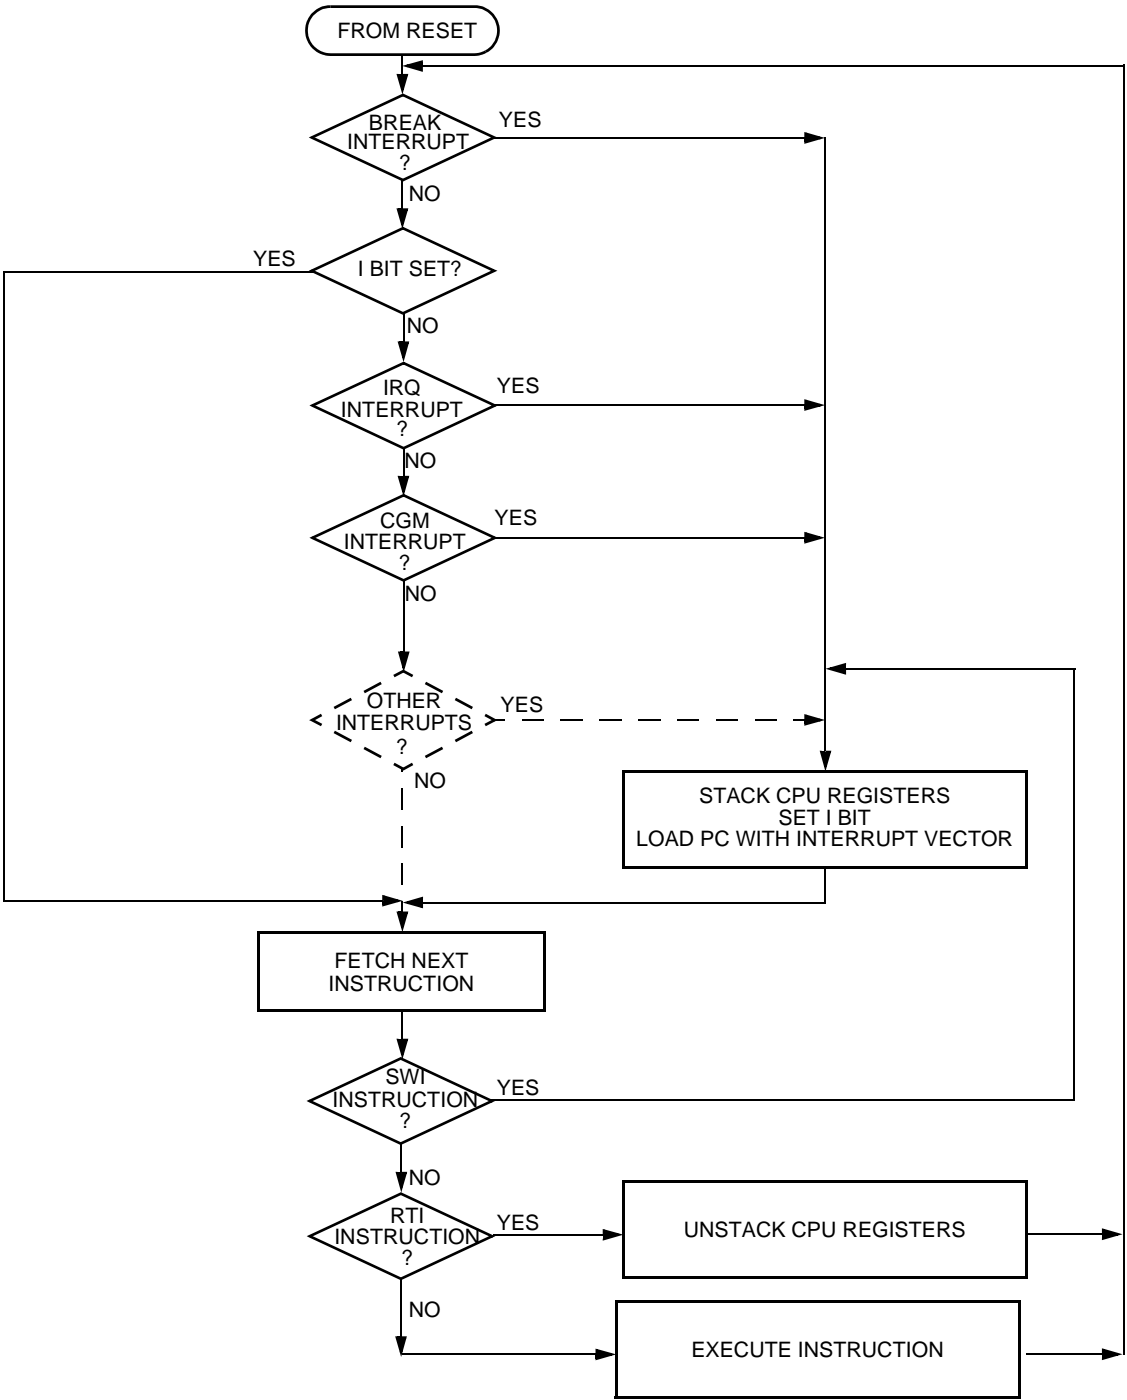 FROM RESET
BREAK
INTERRUPT
?
YES
NO
YES
I BIT SET?
NO
IRQ
INTERRUPT
?
YES
NO
CGM
INTERRUPT
?
YES
NO
OTHER
INTERRUPTS
?
YES
NO
STACK CPU REGISTERS
SET I BIT
LOAD PC WITH INTERRUPT VECTOR
FETCH NEXT
INSTRUCTION
SWI
INSTRUCTION
?
YES
NO
RTI
INSTRUCTION
?
YES
UNSTACK CPU REGISTERS
NO
EXECUTE INSTRUCTION